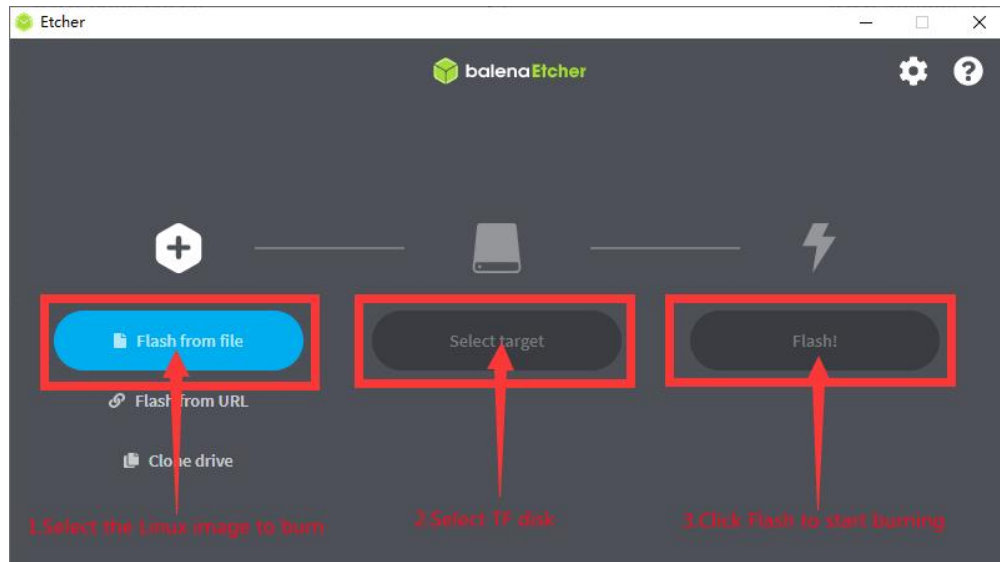 Etcher
balenaEtcher
Flash from file
Select target
Flash!
Flash from URL
Clone drive
1.Select the Linux image to burn
2.Select TF disk
3.Click Flash to start burning